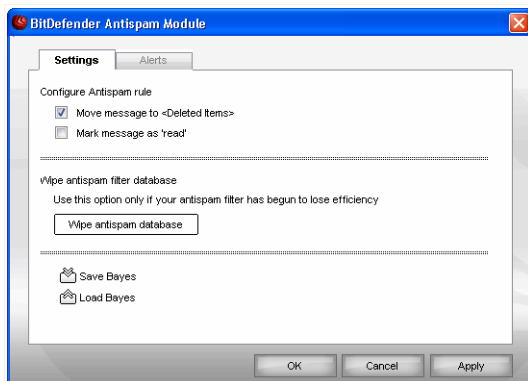 BitDefender Antispam Module
Settings
Alerts
Configure Antispam rule
Move message to <Deleted Items>
Mark message as 'read'
Wipe antispam filter database
Use this option only if your antispam filter has begun to lose efficiency
Wipe antispam database
Save Bayes
Load Bayes
OK
Cancel
Apply